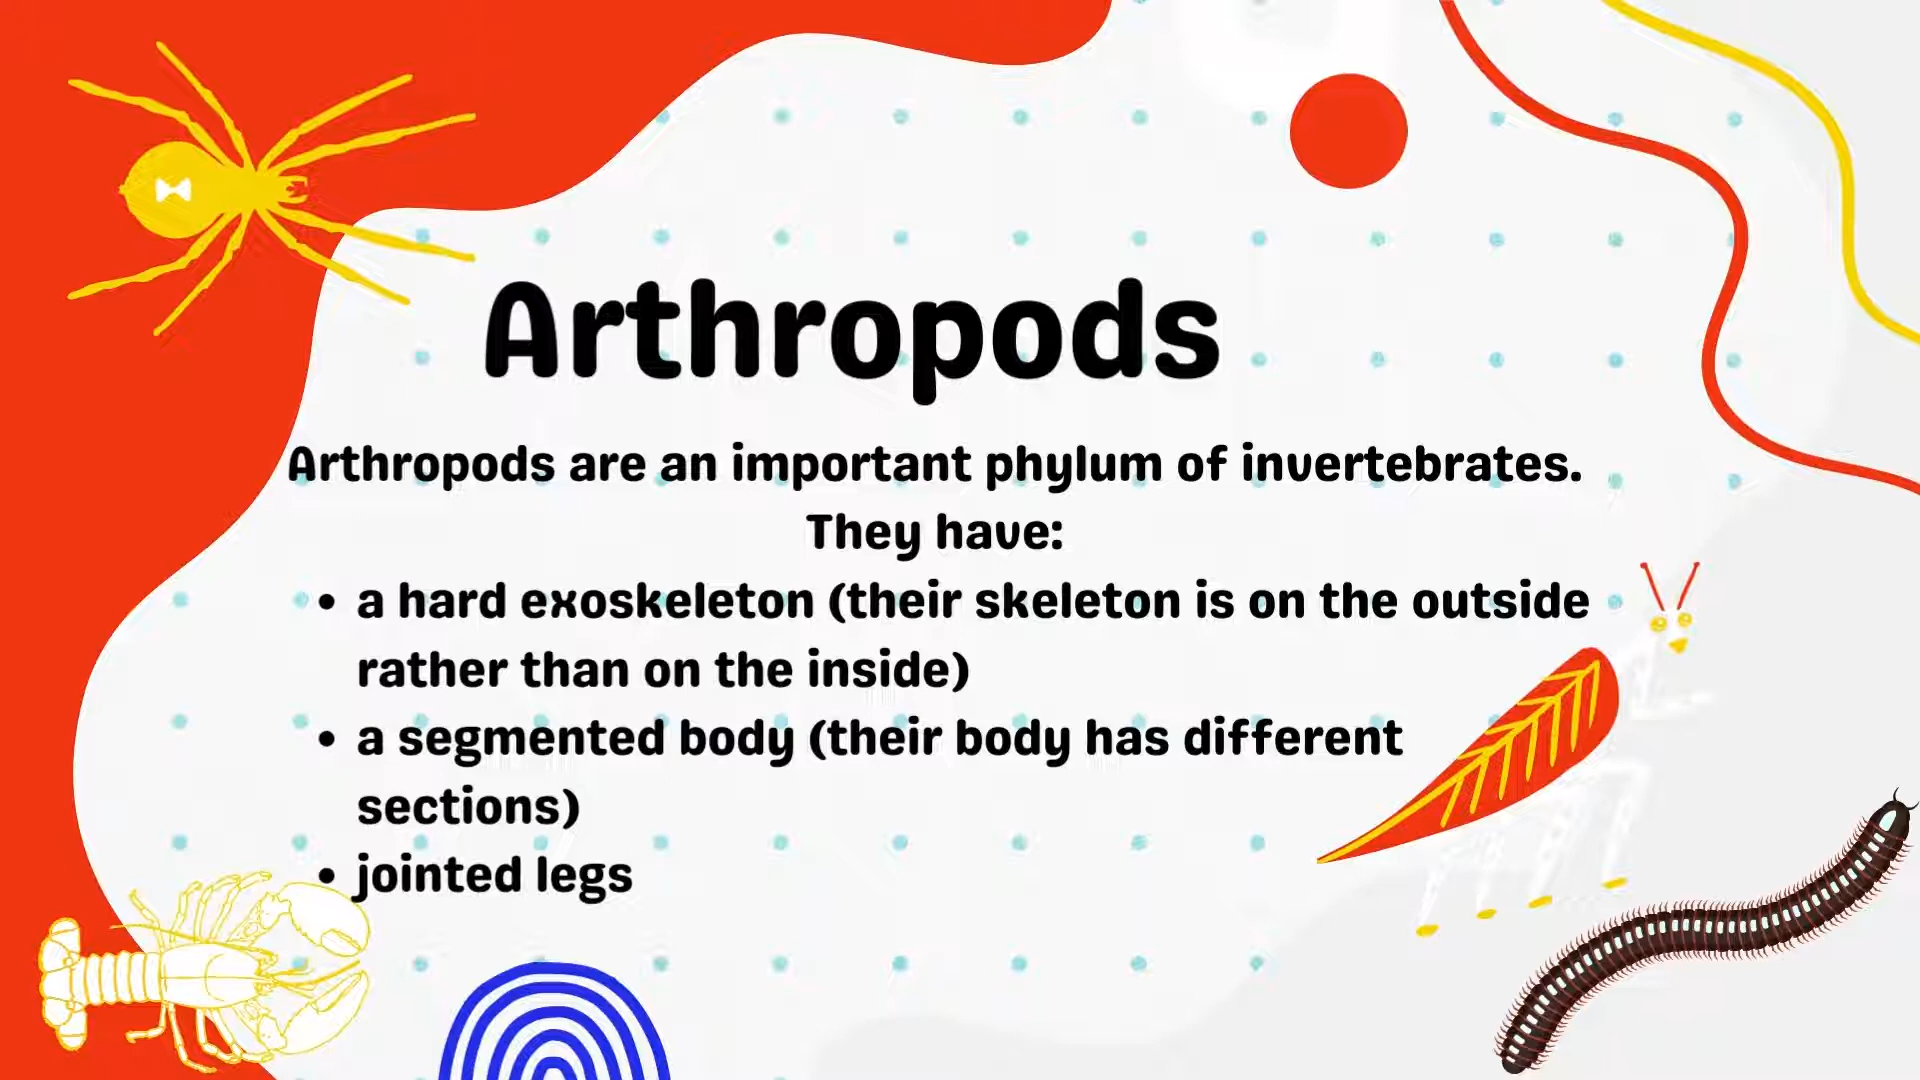 Arthropods
Arthropods are an important phylum of invertebrates.
They have:
• a hard exoskeleton (their skeleton is on the outside
rather than on the inside)
• a segmented body (their body has different
sections)
• jointed legs